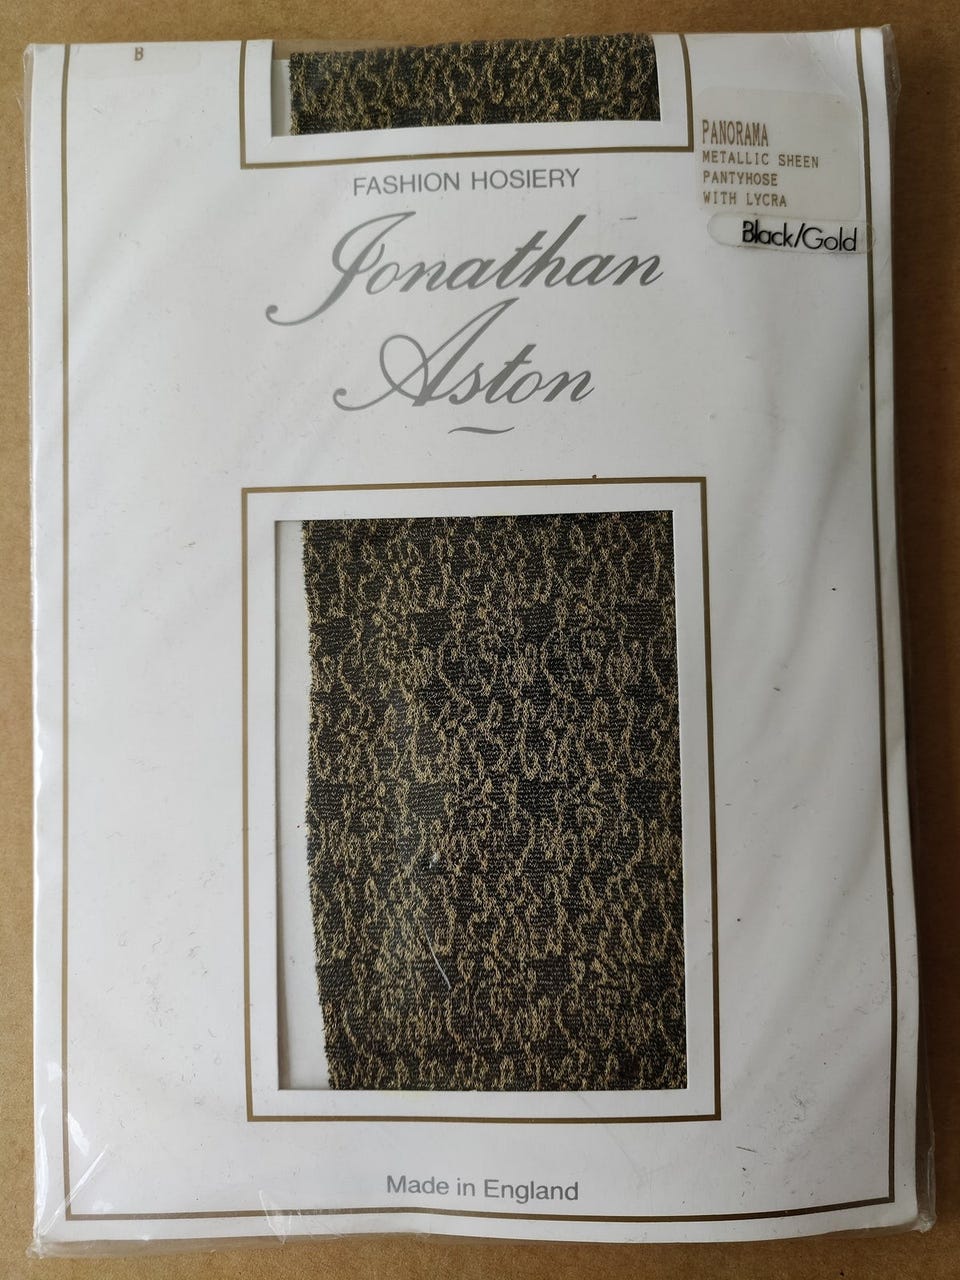 B
PANORAMA
METALLIC SHEEN
PANTYHOSE
WITH LYCRA
Black/Gold
FASHION HOSIERY
Jonathan
Aston
Made in England